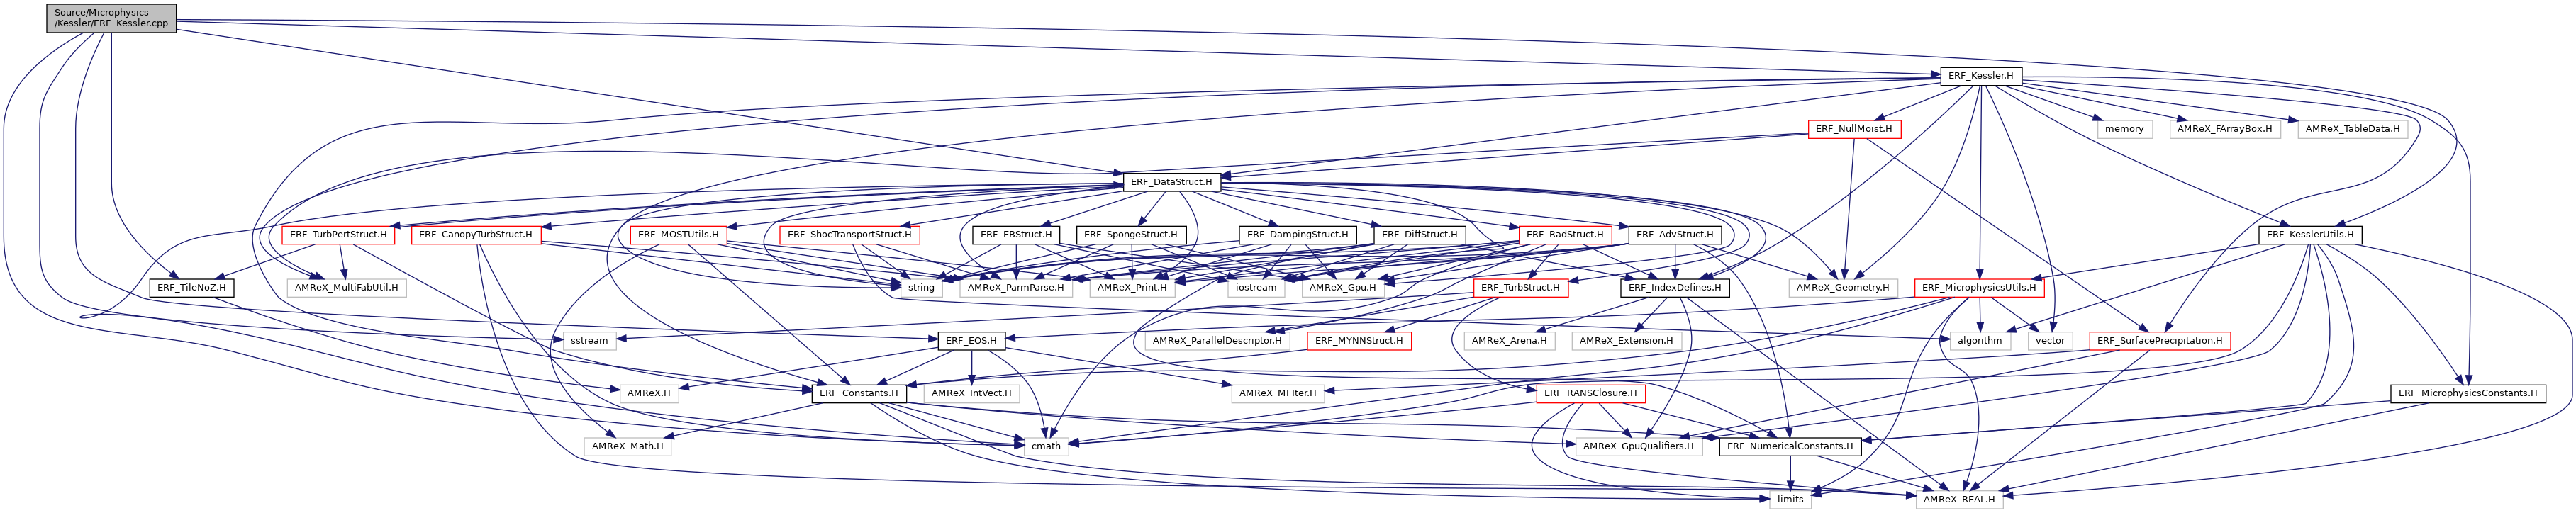 Source/Microphysics
/Kessler/ERF_Kessler.cpp
ERF_Kessler.H
ERF_NullMoist.H
memory
AMReX_FArrayBox.H
AMReX_TableData.H
ERF_DataStruct.H
ERF_TurbPertStruct.H
ERF_CanopyTurbStruct.H
ERF_MOSTUtils.H
ERF_ShocTransportStruct.H
ERF_EBStruct.H
ERF_SpongeStruct.H
ERF_DampingStruct.H
ERF_DiffStruct.H
ERF_RadStruct.H
ERF_AdvStruct.H
ERF_KesslerUtils.H
ERF_TileNoZ.H
AMReX_MultiFabUtil.H
string
AMReX_ParmParse.H
AMReX_Print.H
iostream
AMReX_Gpu.H
ERF_TurbStruct.H
ERF_IndexDefines.H
AMReX_Geometry.H
ERF_MicrophysicsUtils.H
sstream
ERF_EOS.H
AMReX_ParallelDescriptor.H
ERF_MYNNStruct.H
AMReX_Arena.H
AMReX_Extension.H
algorithm
vector
ERF_SurfacePrecipitation.H
AMReX.H
ERF_Constants.H
AMReX_IntVect.H
AMReX_MFIter.H
ERF_RANSClosure.H
ERF_MicrophysicsConstants.H
AMReX_Math.H
cmath
AMReX_GpuQualifiers.H
ERF_NumericalConstants.H
limits
AMReX_REAL.H